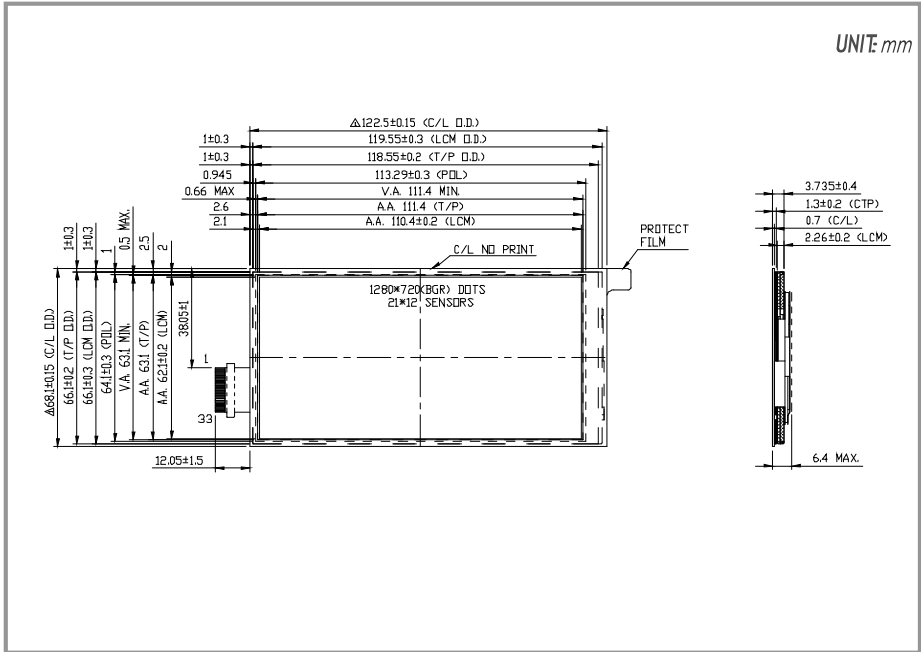 UNIT: mm
⚠122.5±0.15 (C/L O.D.)
1±0.3
119.55±0.3 (LCM O.D.)
1±0.3
118.55±0.2 (T/P O.D.)
0.945
113.29±0.3 (POL)
0.66 MAX
V.A. 111.4 MIN.
2.6
A.A. 111.4 (T/P)
2.1
A.A. 110.4±0.2 (LCM)
3.735±0.4
1.3±0.2 (CTP)
0.7 (C/L)
2.26±0.2 (LCM)
PROTECT
FILM
C/L NO PRINT
1280*720(BGR) DOTS
21*12 SENSORS
1±0.3
1±0.3
1
0.5 MAX.
2.5
2
⚠68.1±0.15 (C/L O.D.)
66.1±0.2 (T/P O.D.)
66.1±0.3 (LCM O.D.)
64.1±0.3 (POL)
V.A. 63.1 MIN.
A.A. 63.1 (T/P)
A.A. 62.1±0.2 (LCM)
38.05±1
1
33
12.05±1.5
6.4 MAX.